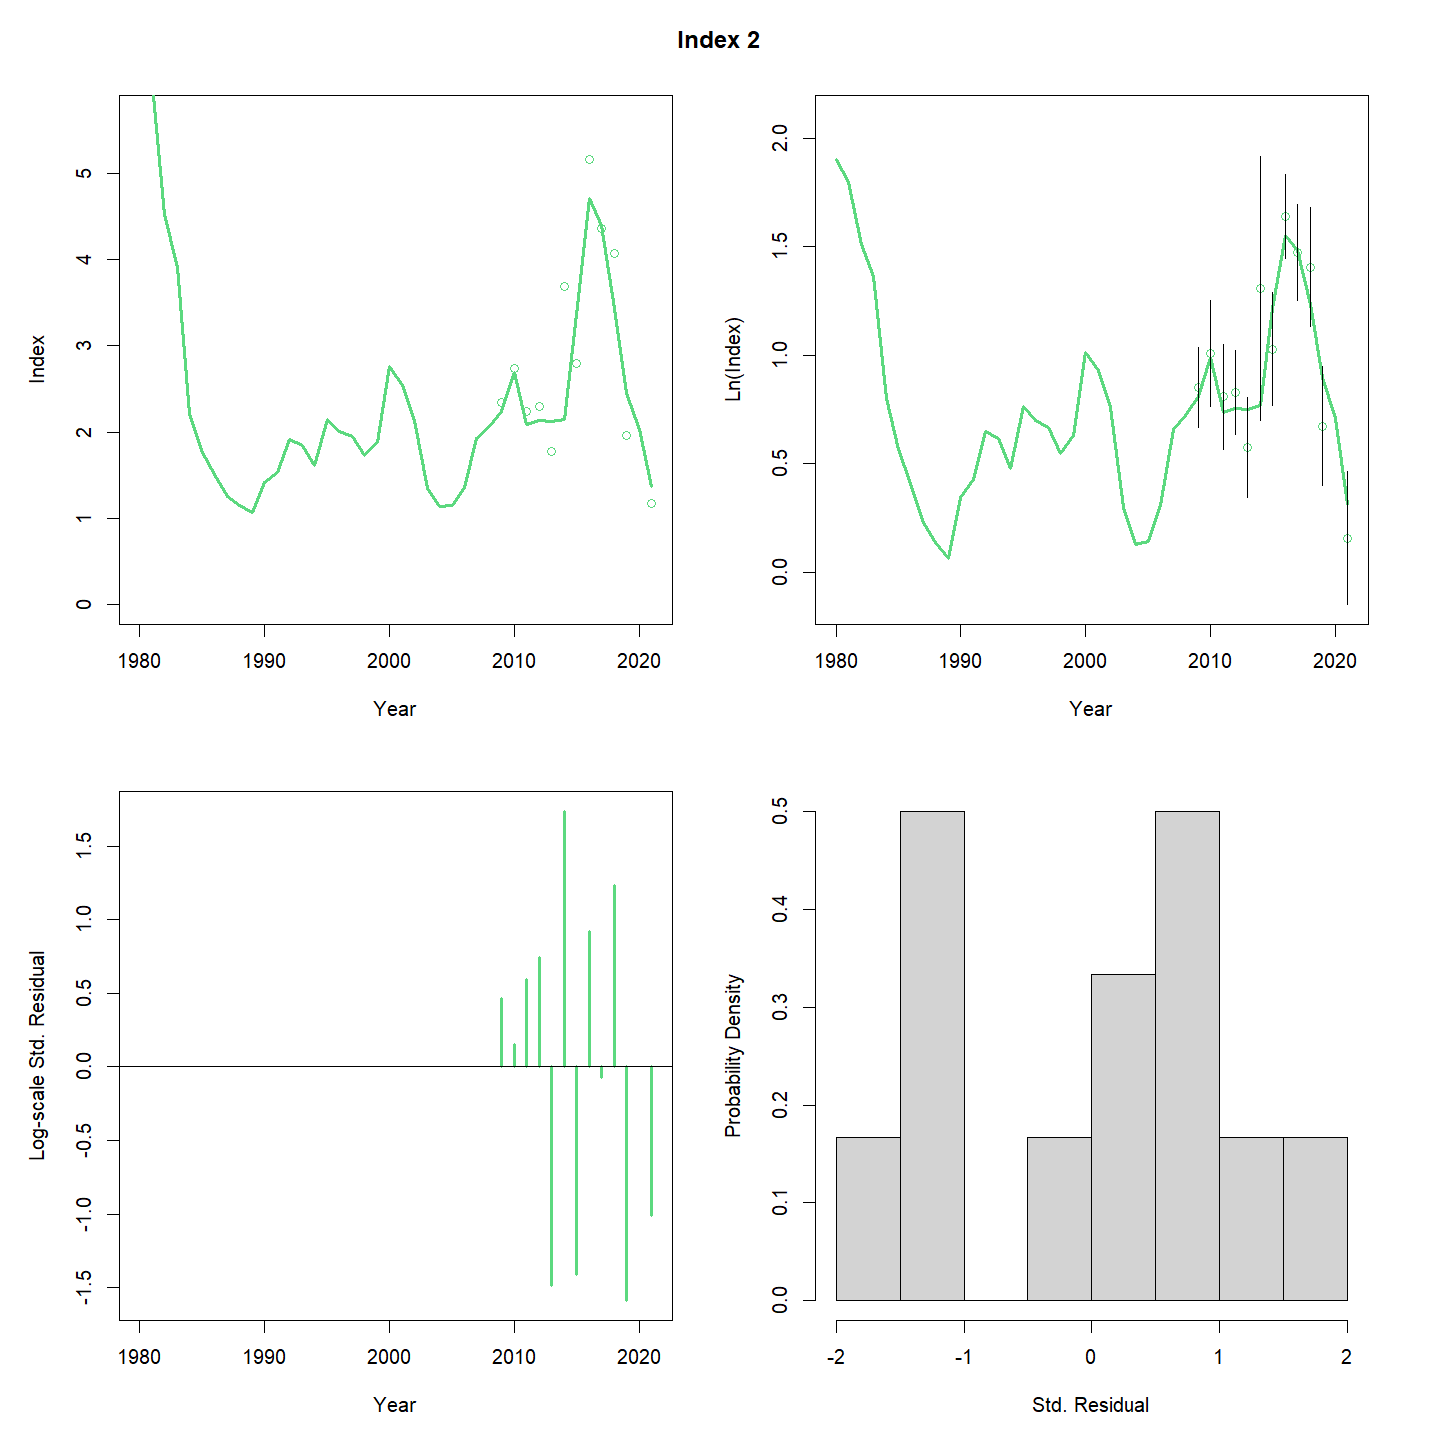 Index 2
Index
0 1 2 3 4 5
1980 1990 2000 2010 2020
Year
Ln(Index)
0.0 0.5 1.0 1.5 2.0
1980 1990 2000 2010 2020
Year
Log-scale Std. Residual
-1.5 -1.0 -0.5 0.0 0.5 1.0 1.5
1980 1990 2000 2010 2020
Year
Probability Density
0.0 0.1 0.2 0.3 0.4 0.5
-2 -1 0 1 2
Std. Residual